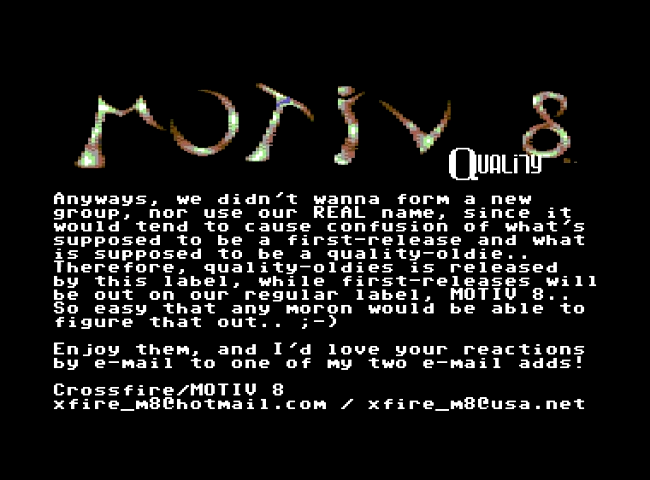 MOTIV 8
QUALiTY
Anyways, we didn't wanna form a new
group, nor use our REAL name, since it
would tend to cause confusion of what's
supposed to be a first-release and what
is supposed to be a quality-oldie..
Therefore, quality-oldies is released
by this label, while first-releases will
be out on our regular label, MOTIV 8..
So easy that any moron would be able to
figure that out.. ;-)
Enjoy them, and I'd love your reactions
by e-mail to one of my two e-mail adds!
Crossfire/MOTIV 8
xfire_m8@hotmail.com / xfire_m8@usa.net